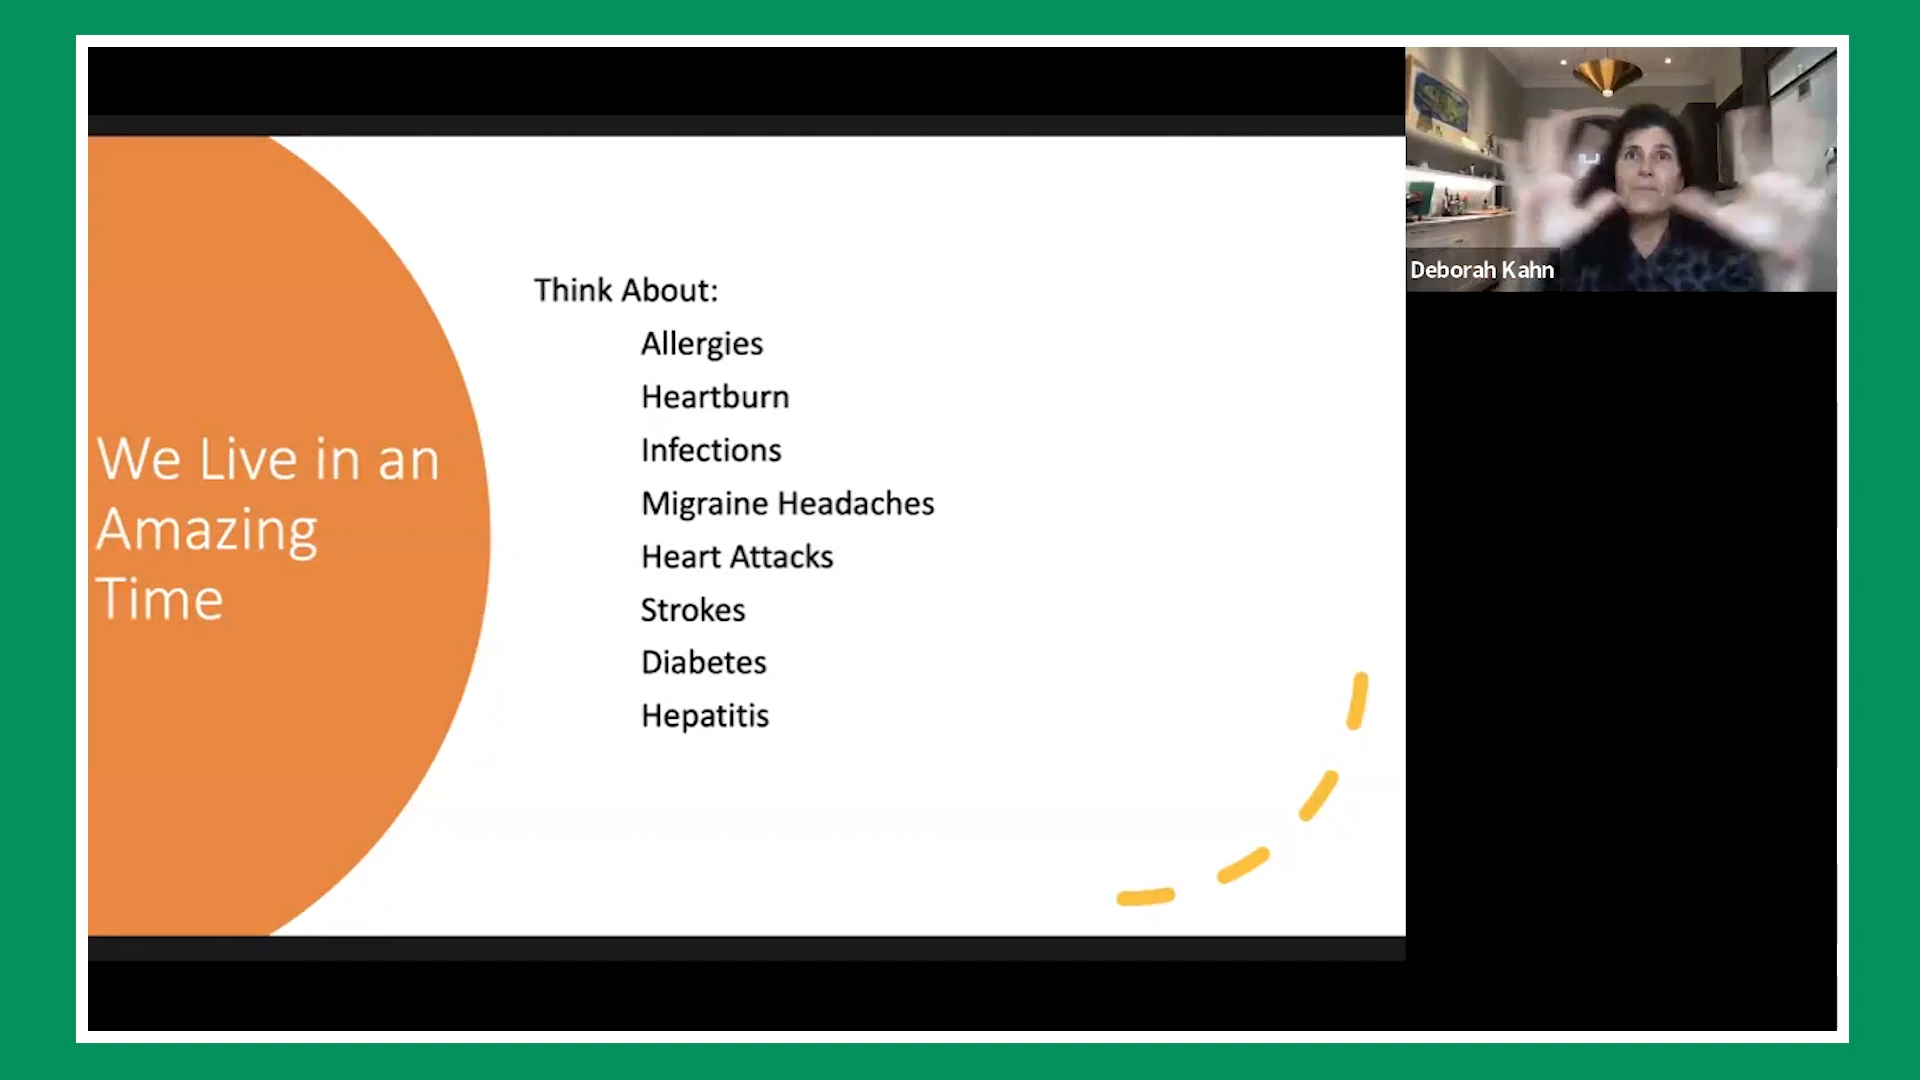 We Live in an
Amazing
Time
Think About:
Allergies
Heartburn
Infections
Migraine Headaches
Heart Attacks
Strokes
Diabetes
Hepatitis
Deborah Kahn